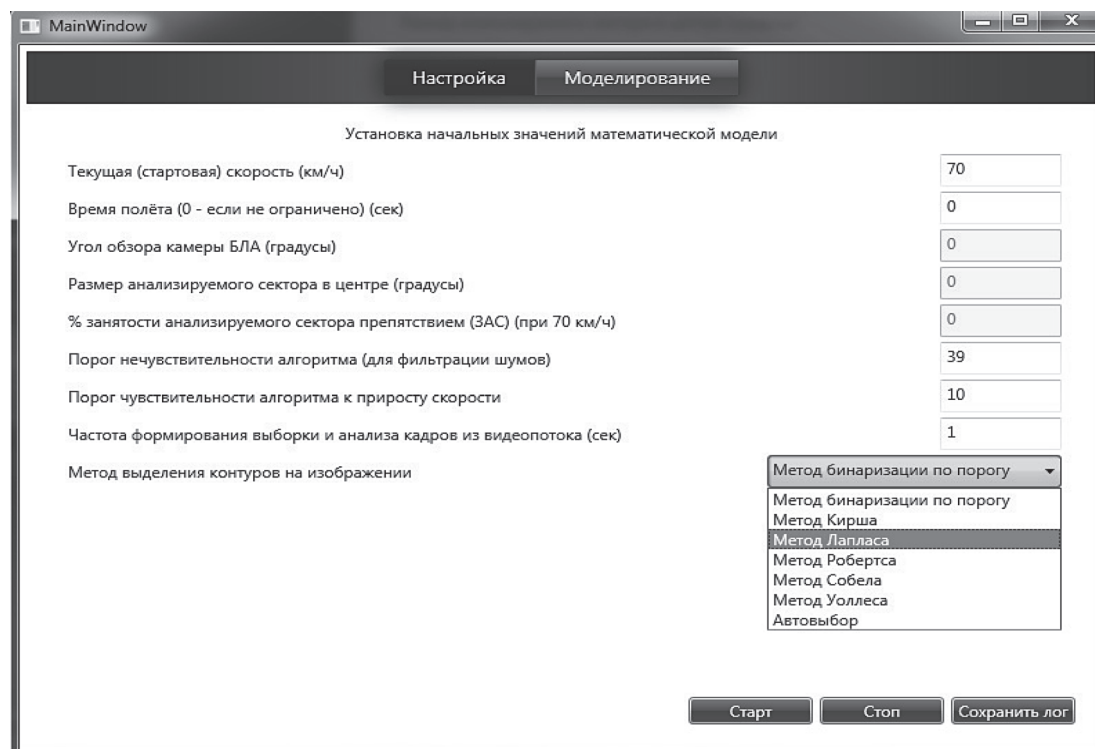 MainWindow
Настройка Моделирование
Установка начальных значений математической модели
Текущая (стартовая) скорость (км/ч) 70
Время полёта (0 - если не ограничено) (сек) 0
Угол обзора камеры БЛА (градусы) 0
Размер анализируемого сектора в центре (градусы) 0
% занятости анализируемого сектора препятствием (ЗАС) (при 70 км/ч) 0
Порог нечувствительности алгоритма (для фильтрации шумов) 39
Порог чувствительности алгоритма к приросту скорости 10
Частота формирования выборки и анализа кадров из видеопотока (сек) 1
Метод выделения контуров на изображении Метод бинаризации по порогу
Метод бинаризации по порогу
Метод Кирша
Метод Лапласа
Метод Робертса
Метод Собела
Метод Уоллеса
Автовыбор
Старт Стоп Сохранить лог